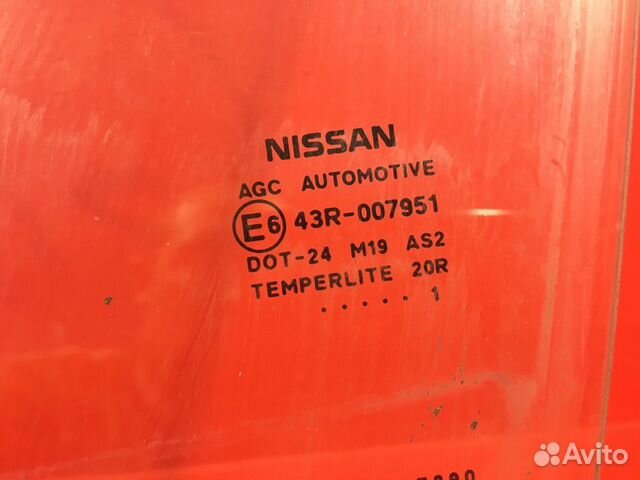 NISSAN
AGC AUTOMOTIVE
E6 43R-007951
DOT-24 M19 AS2
TEMPERLITE 20R
. . . . . 1
Avito